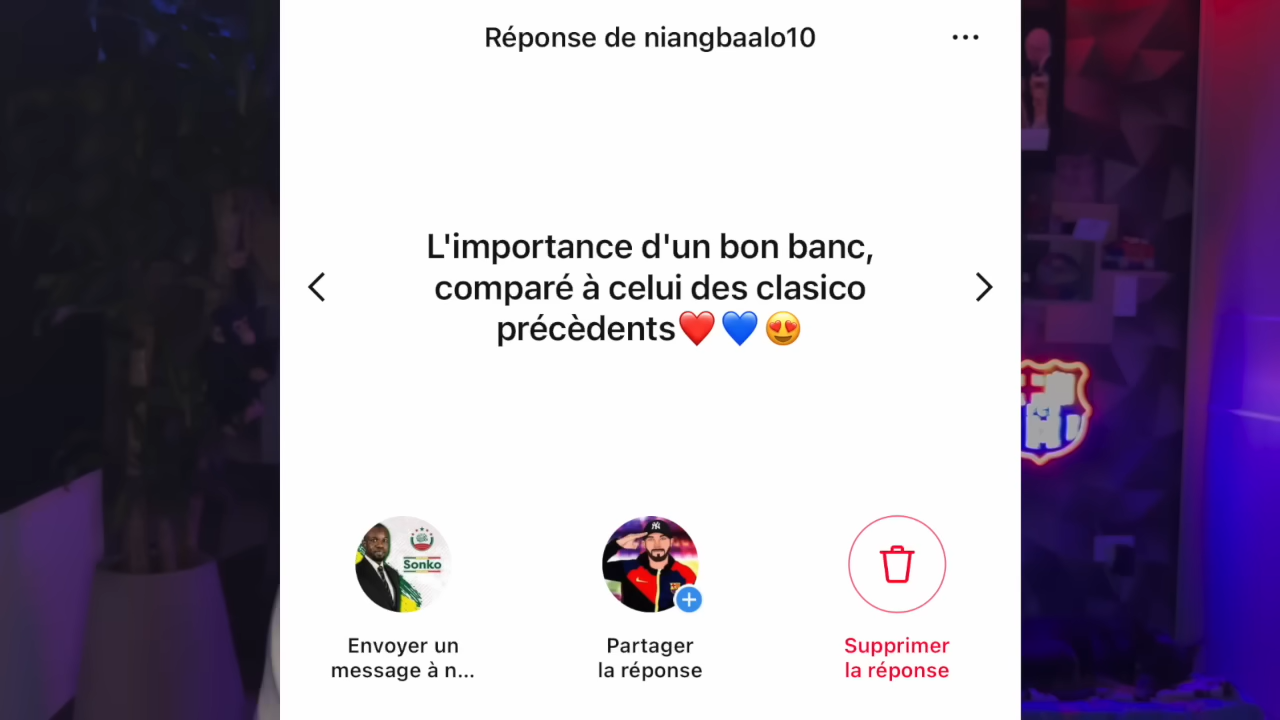 Réponse de niangbaalo10
L'importance d'un bon banc,
comparé à celui des clasico
précèdents❤️💙😍
Sonko
Envoyer un
message à n...
Partager
la réponse
Supprimer
la réponse